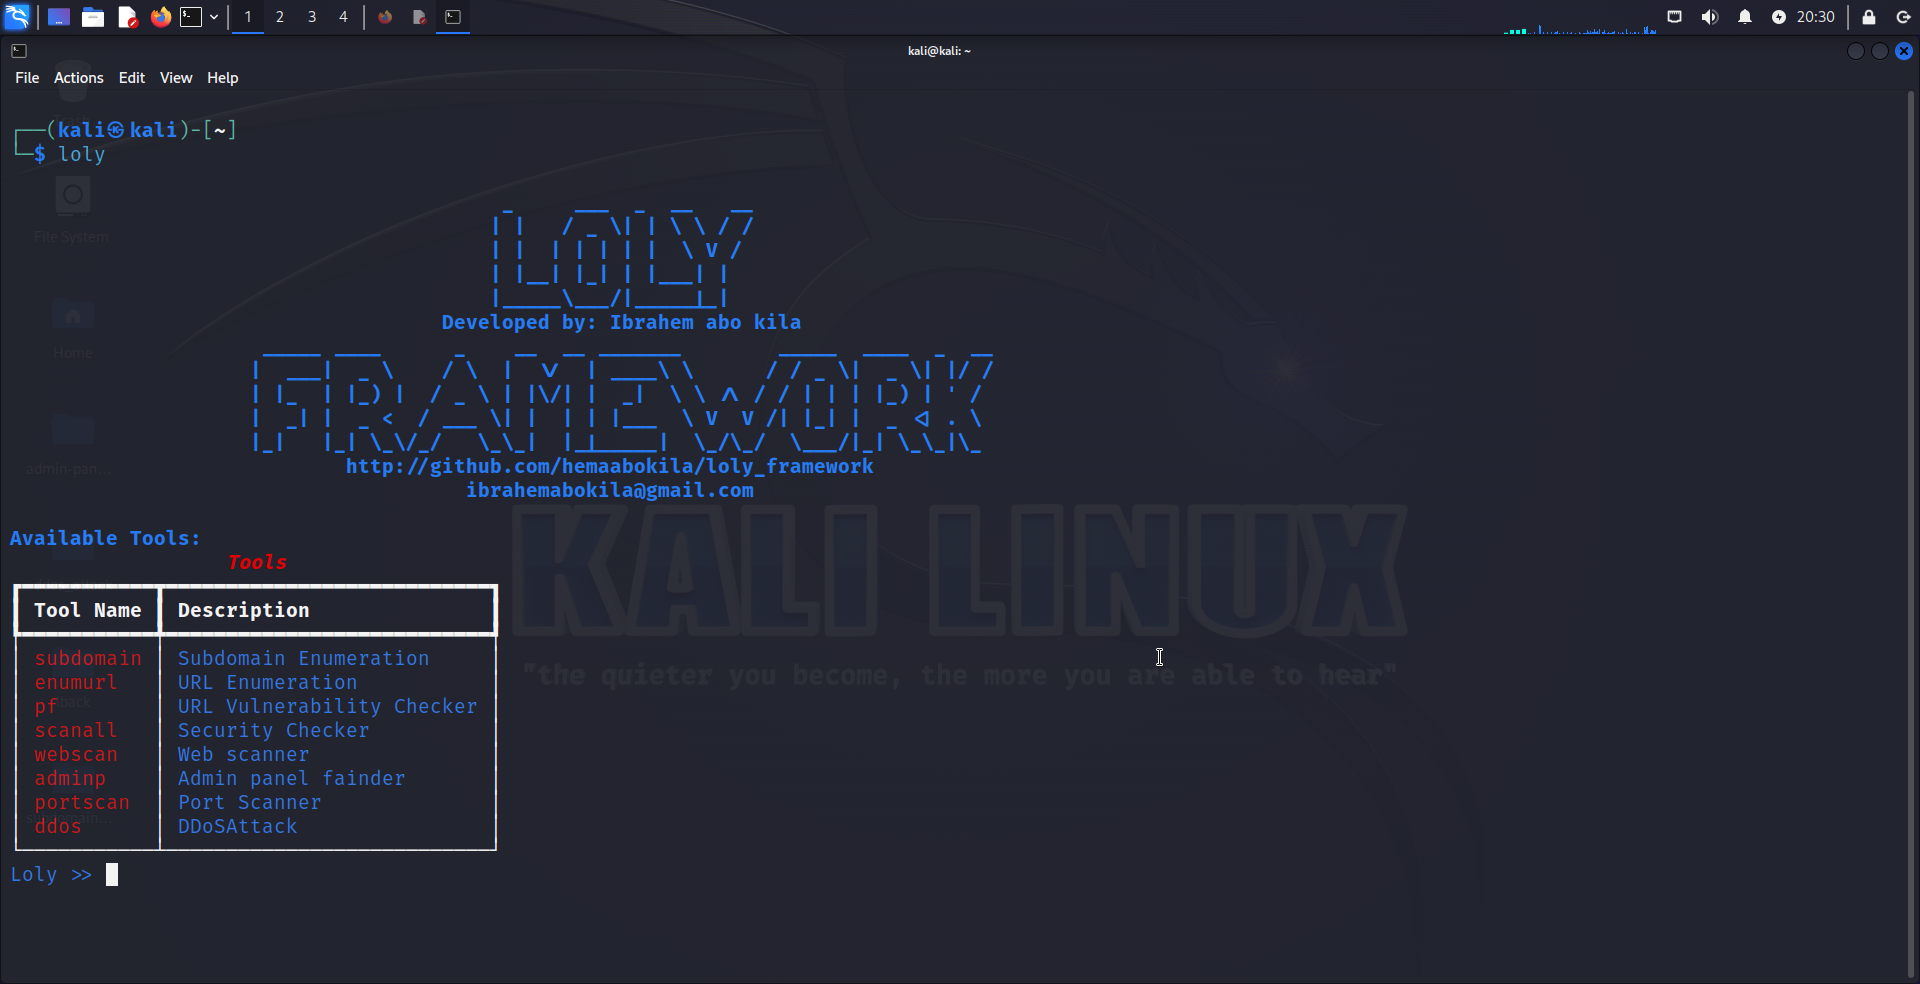 1 2 3 4 20:30
kali@kali: ~
File Actions Edit View Help
(kali㉿kali)-[~]
$ loly
LOLY
Developed by: Ibrahem abo kila
FRAMEWORK
http://github.com/hemaabokila/loly_framework
ibrahemabokila@gmail.com
Available Tools:
Tools
Tool Name Description
subdomain Subdomain Enumeration
enumurl URL Enumeration
pf URL Vulnerability Checker
scanall Security Checker
webscan Web scanner
adminp Admin panel fainder
portscan Port Scanner
ddos DDoSAttack
Loly >>
File System
Home
admin-pan...
KALI LINUX
"the quieter you become, the more you are able to hear"